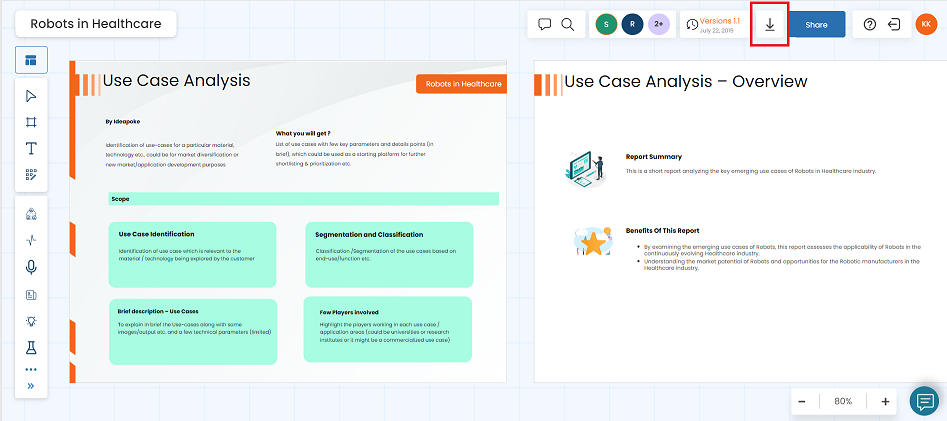 Robots in Healthcare
S
R
2+
Versions 1.1
July 22, 2019
Share
KK
Use Case Analysis
Robots in Healthcare
By Ideapoke
Identification of use-cases for a particular material,
technology etc., could be for market diversification or
new market/application development purposes
What you will get ?
List of use cases with few key parameters and details points (in
brief), which could be used as a starting platform for further
shortlisting & prioritization etc.
Scope
Use Case Identification
Identification of use case which is relevant to the
material / technology being explored by the customer
Segmentation and Classification
Classification /Segmentation of the use cases based on
end-use/function etc.
Brief description – Use Cases
To explain in brief the Use-cases along with some
images/output etc. and a few technical parameters (limited)
Few Players involved
Highlight the players working in each use case /
application areas (could be universities or research
institutes or it might be a commercialized use case)
Use Case Analysis – Overview
Report Summary
This is a short report analyzing the key emerging use cases of Robots in Healthcare industry.
Benefits Of This Report
• By examining the emerging use cases of Robots, this report assesses the applicability of Robots in the
continuously evolving Healthcare industry.
• Understanding the market potential of Robots and opportunities for the Robotic manufacturers in the
Healthcare industry.
T
− 80% +